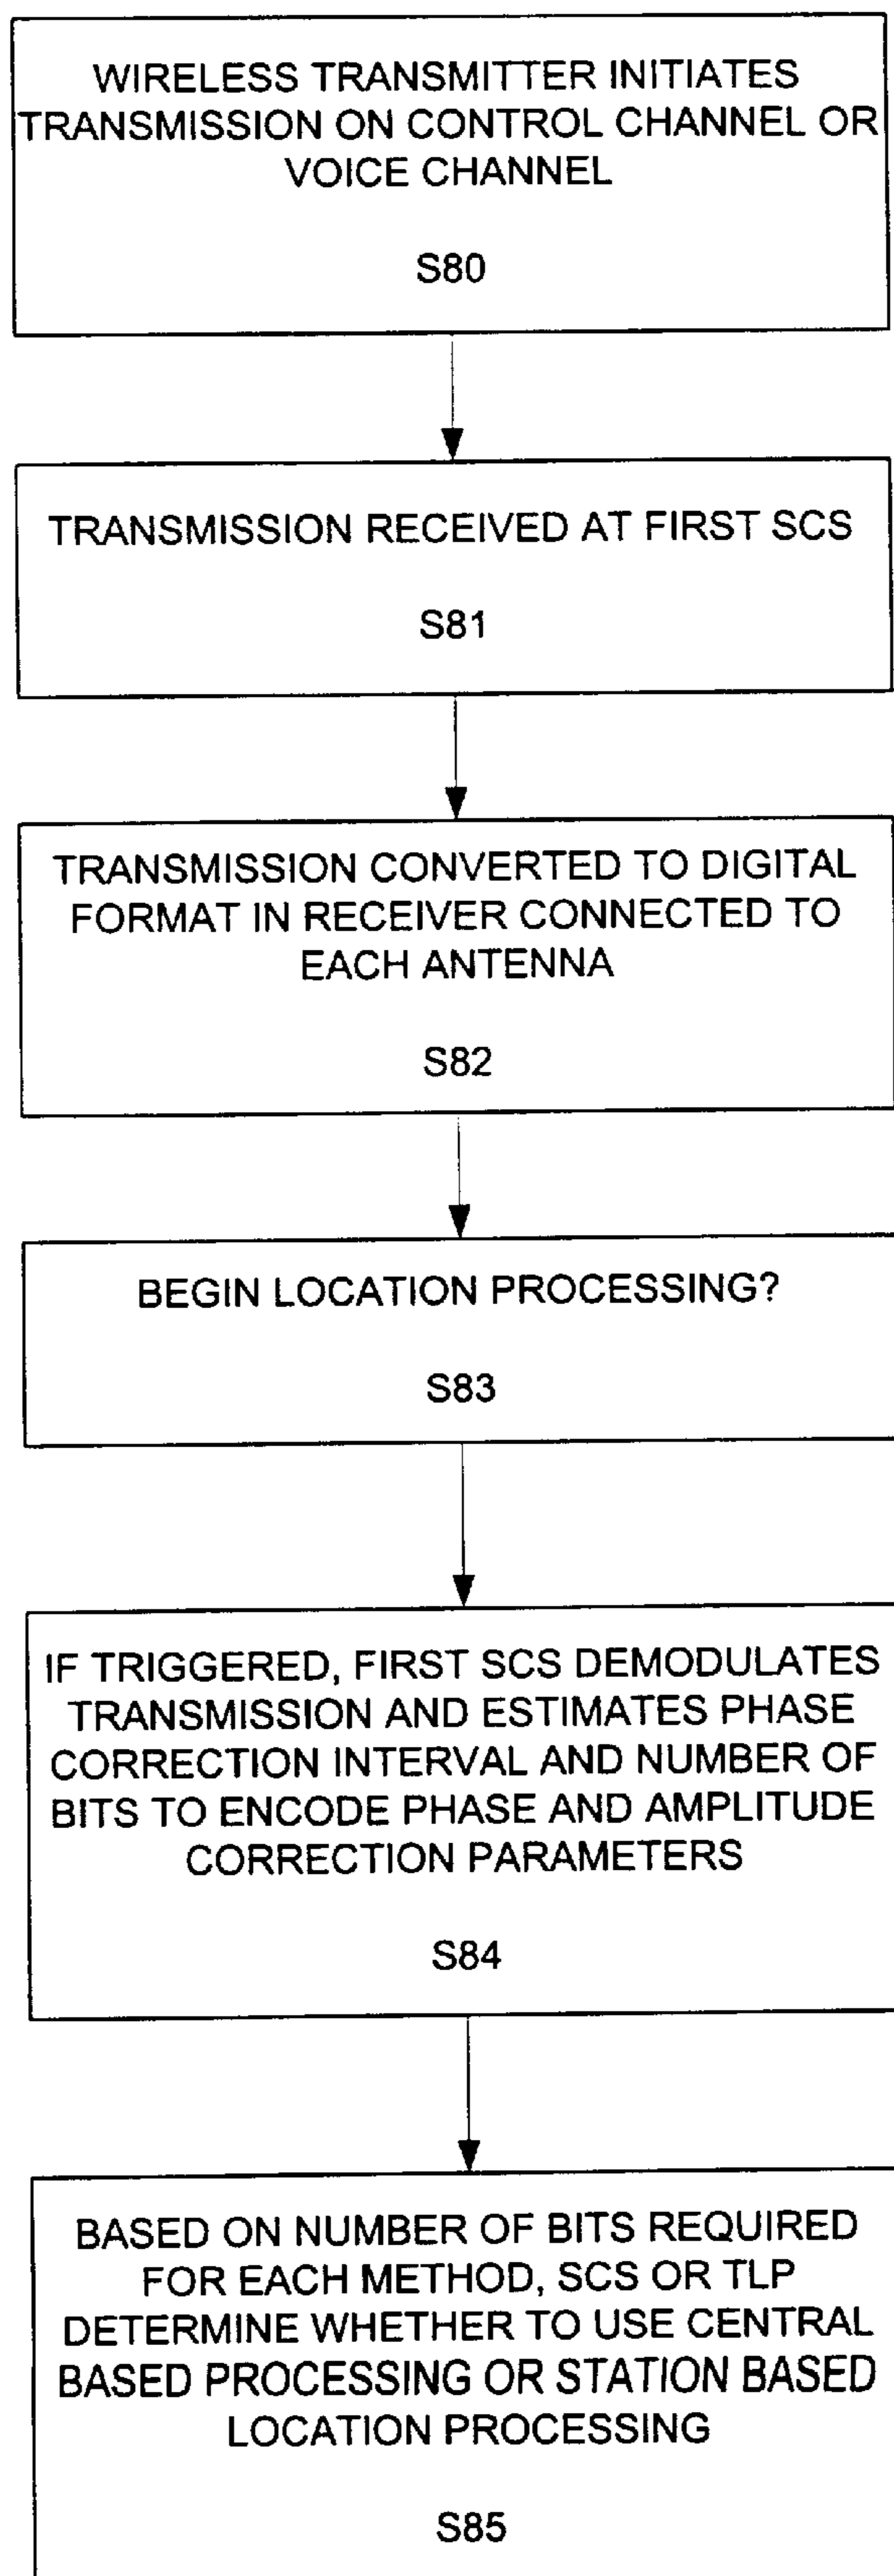 WIRELESS TRANSMITTER INITIATES
TRANSMISSION ON CONTROL CHANNEL OR
VOICE CHANNEL
S80
TRANSMISSION RECEIVED AT FIRST SCS
S81
TRANSMISSION CONVERTED TO DIGITAL
FORMAT IN RECEIVER CONNECTED TO
EACH ANTENNA
S82
BEGIN LOCATION PROCESSING?
S83
IF TRIGGERED, FIRST SCS DEMODULATES
TRANSMISSION AND ESTIMATES PHASE
CORRECTION INTERVAL AND NUMBER OF
BITS TO ENCODE PHASE AND AMPLITUDE
CORRECTION PARAMETERS
S84
BASED ON NUMBER OF BITS REQUIRED
FOR EACH METHOD, SCS OR TLP
DETERMINE WHETHER TO USE CENTRAL
BASED PROCESSING OR STATION BASED
LOCATION PROCESSING
S85